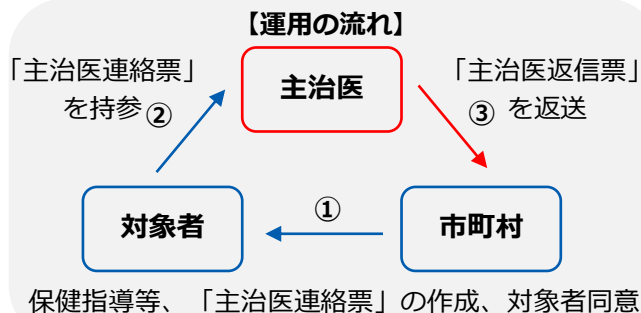 【運用の流れ】
「主治医連絡票」
を持参②
主治医
「主治医返信票」
③ を返送
対象者
①
市町村
保健指導等、「主治医連絡票」の作成、対象者同意